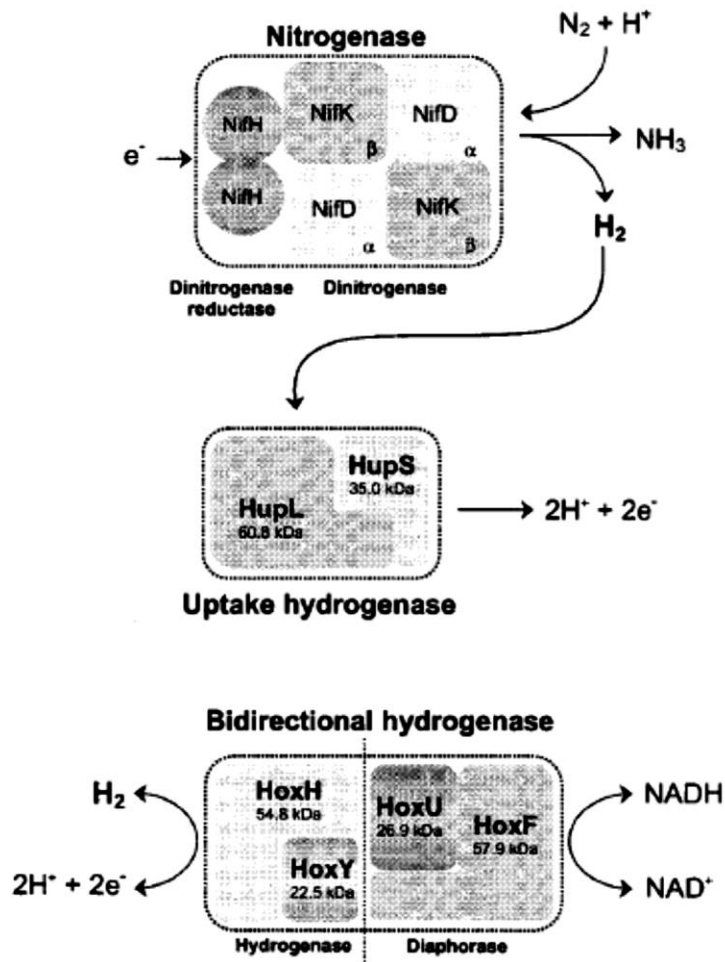 Nitrogenase
N₂ + H⁺
NifH
NifK
β
NifD
α
e⁻
NH₃
NifH
NifD
α
NifK
β
H₂
Dinitrogenase reductase
Dinitrogenase
HupS
35.0 kDa
HupL
60.8 kDa
2H⁺ + 2e⁻
Uptake hydrogenase
Bidirectional hydrogenase
H₂
HoxH
54.8 kDa
HoxU
26.9 kDa
HoxF
57.9 kDa
NADH
HoxY
22.5 kDa
2H⁺ + 2e⁻
NAD⁺
Hydrogenase
Diaphorase